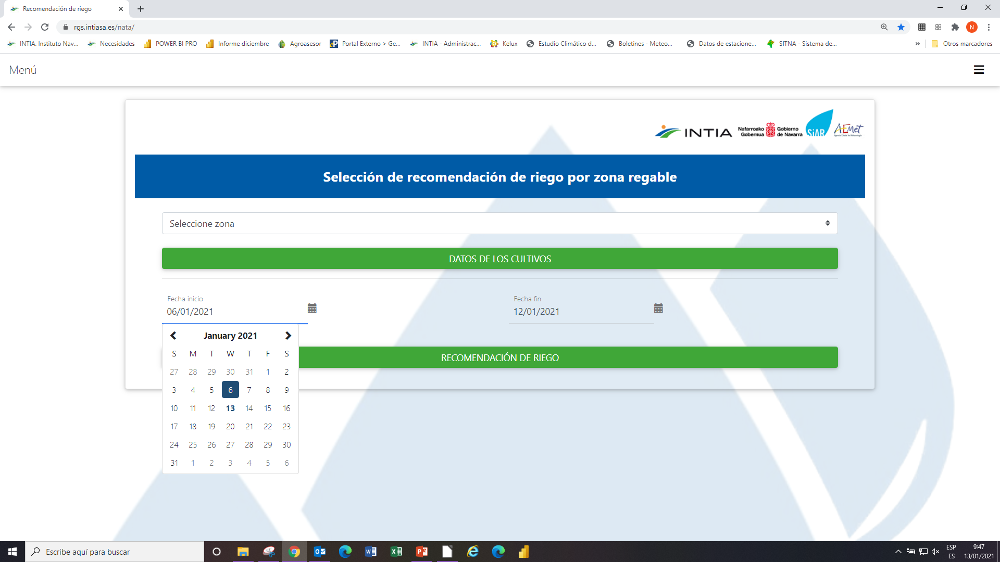 Recomendación de riego
rgs.intiasa.es/nata/
N
INTIA. Instituto Nav...
Necesidades
POWER BI PRO
Informe diciembre
Agroasesor
Portal Externo > Ge...
INTIA - Administrac...
Kelux
Estudio Climático d...
Boletines - Meteo...
Datos de estacione...
SITNA - Sistema de...
»
Otros marcadores
Menú
INTIA
Nafarroako Gobernua
Gobierno de Navarra
SiAR
AEMet
Selección de recomendación de riego por zona regable
Seleccione zona
DATOS DE LOS CULTIVOS
Fecha inicio
06/01/2021
Fecha fin
12/01/2021
January 2021
S M T W T F S
27 28 29 30 31 1 2
3 4 5 6 7 8 9
10 11 12 13 14 15 16
17 18 19 20 21 22 23
24 25 26 27 28 29 30
31 1 2 3 4 5 6
RECOMENDACIÓN DE RIEGO
Escribe aquí para buscar
ESP
ES
9:47
13/01/2021